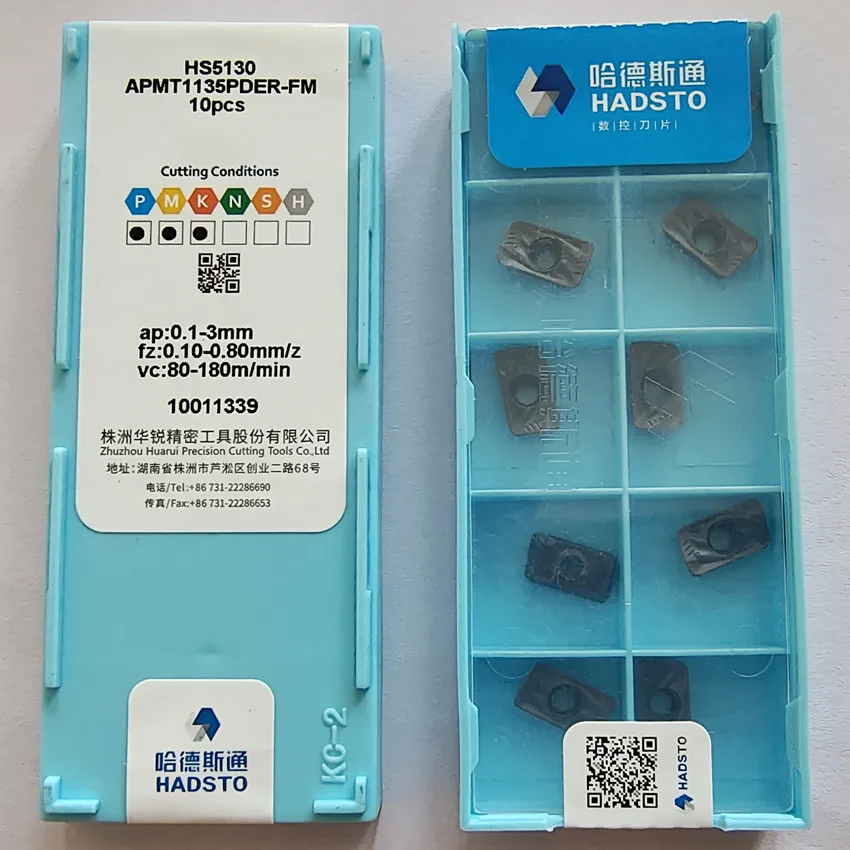 HS5130
APMT1135PDER-FM
10pcs
Cutting Conditions
P M K N S H
ap:0.1-3mm
fz:0.10-0.80mm/z
vc:80-180m/min
10011339
株洲华锐精密工具股份有限公司
Zhuzhou Huarui Precision Cutting Tools Co.,Ltd
地址:湖南省株洲市芦淞区创业二路68号
电话/Tel:+86 731-22286690
传真/Fax:+86 731-22286653
哈德斯通
HADSTO
KC-2
哈德斯通
HADSTO
|数|控|刀|片|
哈德斯通
HADSTO